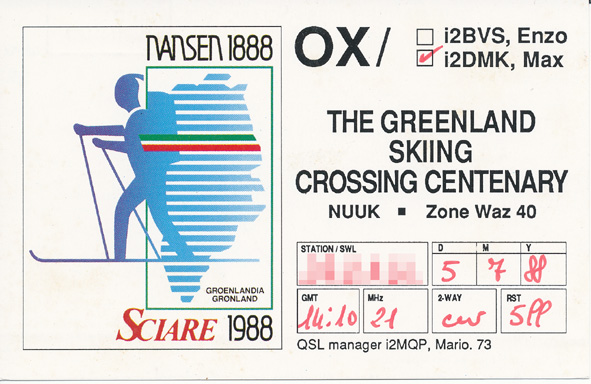 NANSEN 1888
GROENLANDIA
GRØNLAND
SCIARE 1988
OX/
i2BVS, Enzo
i2DMK, Max
THE GREENLAND
SKIING
CROSSING CENTENARY
NUUK ■ Zone Waz 40
STATION / SWL D M Y
5 7 88
GMT MHz 2-WAY RST
14:10 21 cw 599
QSL manager i2MQP, Mario. 73